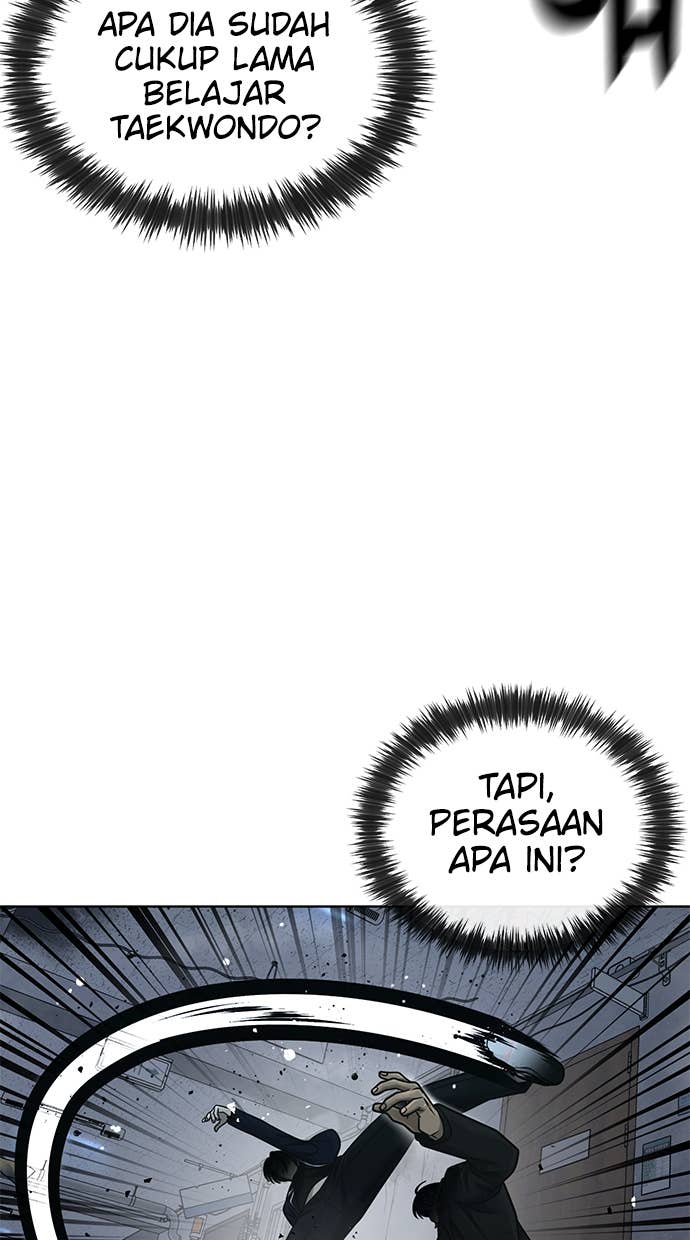 APA DIA SUDAH
CUKUP LAMA
BELAJAR
TAEKWONDO?
TAPI,
PERASAAN
APA INI?